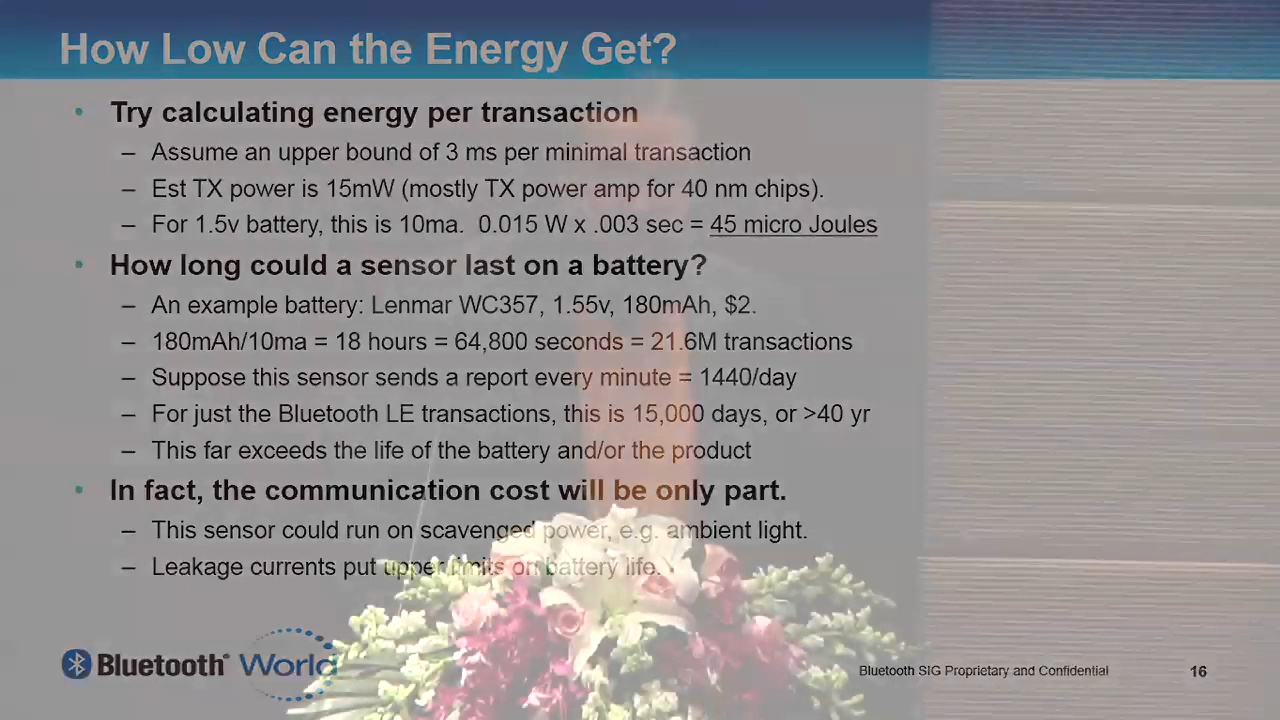 How Low Can the Energy Get?
• Try calculating energy per transaction
– Assume an upper bound of 3 ms per minimal transaction
– Est TX power is 15mW (mostly TX power amp for 40 nm chips).
– For 1.5v battery, this is 10ma. 0.015 W x .003 sec = 45 micro Joules
• How long could a sensor last on a battery?
– An example battery: Lenmar WC357, 1.55v, 180mAh, $2.
– 180mAh/10ma = 18 hours = 64,800 seconds = 21.6M transactions
– Suppose this sensor sends a report every minute = 1440/day
– For just the Bluetooth LE transactions, this is 15,000 days, or >40 yr
– This far exceeds the life of the battery and/or the product
• In fact, the communication cost will be only part.
– This sensor could run on scavenged power, e.g. ambient light.
– Leakage currents put upper limits on battery life.
Bluetooth® World
Bluetooth SIG Proprietary and Confidential
16